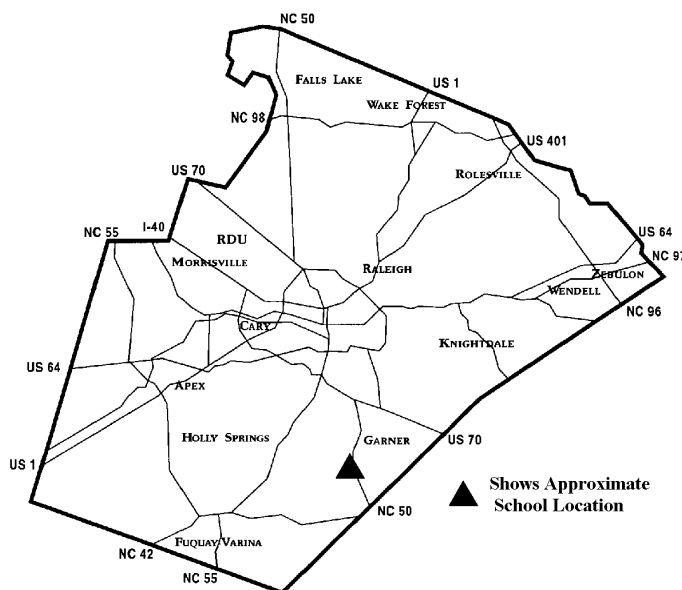 NC 50
FALLS LAKE
US 1
WAKE FOREST
NC 98
US 401
ROLESVILLE
US 70
I-40
NC 55
RDU
US 64
NC 97
MORRISVILLE
RALEIGH
ZEBULON
WENDELL
NC 96
CARY
KNIGHTDALE
US 64
APEX
HOLLY SPRINGS
GARNER
US 70
US 1
Shows Approximate
School Location
NC 50
FUQUAY-VARINA
NC 42
NC 55